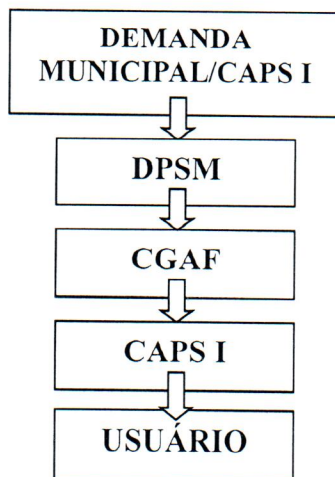 DEMANDA
MUNICIPAL/CAPS I
DPSM
CGAF
CAPS I
USUÁRIO